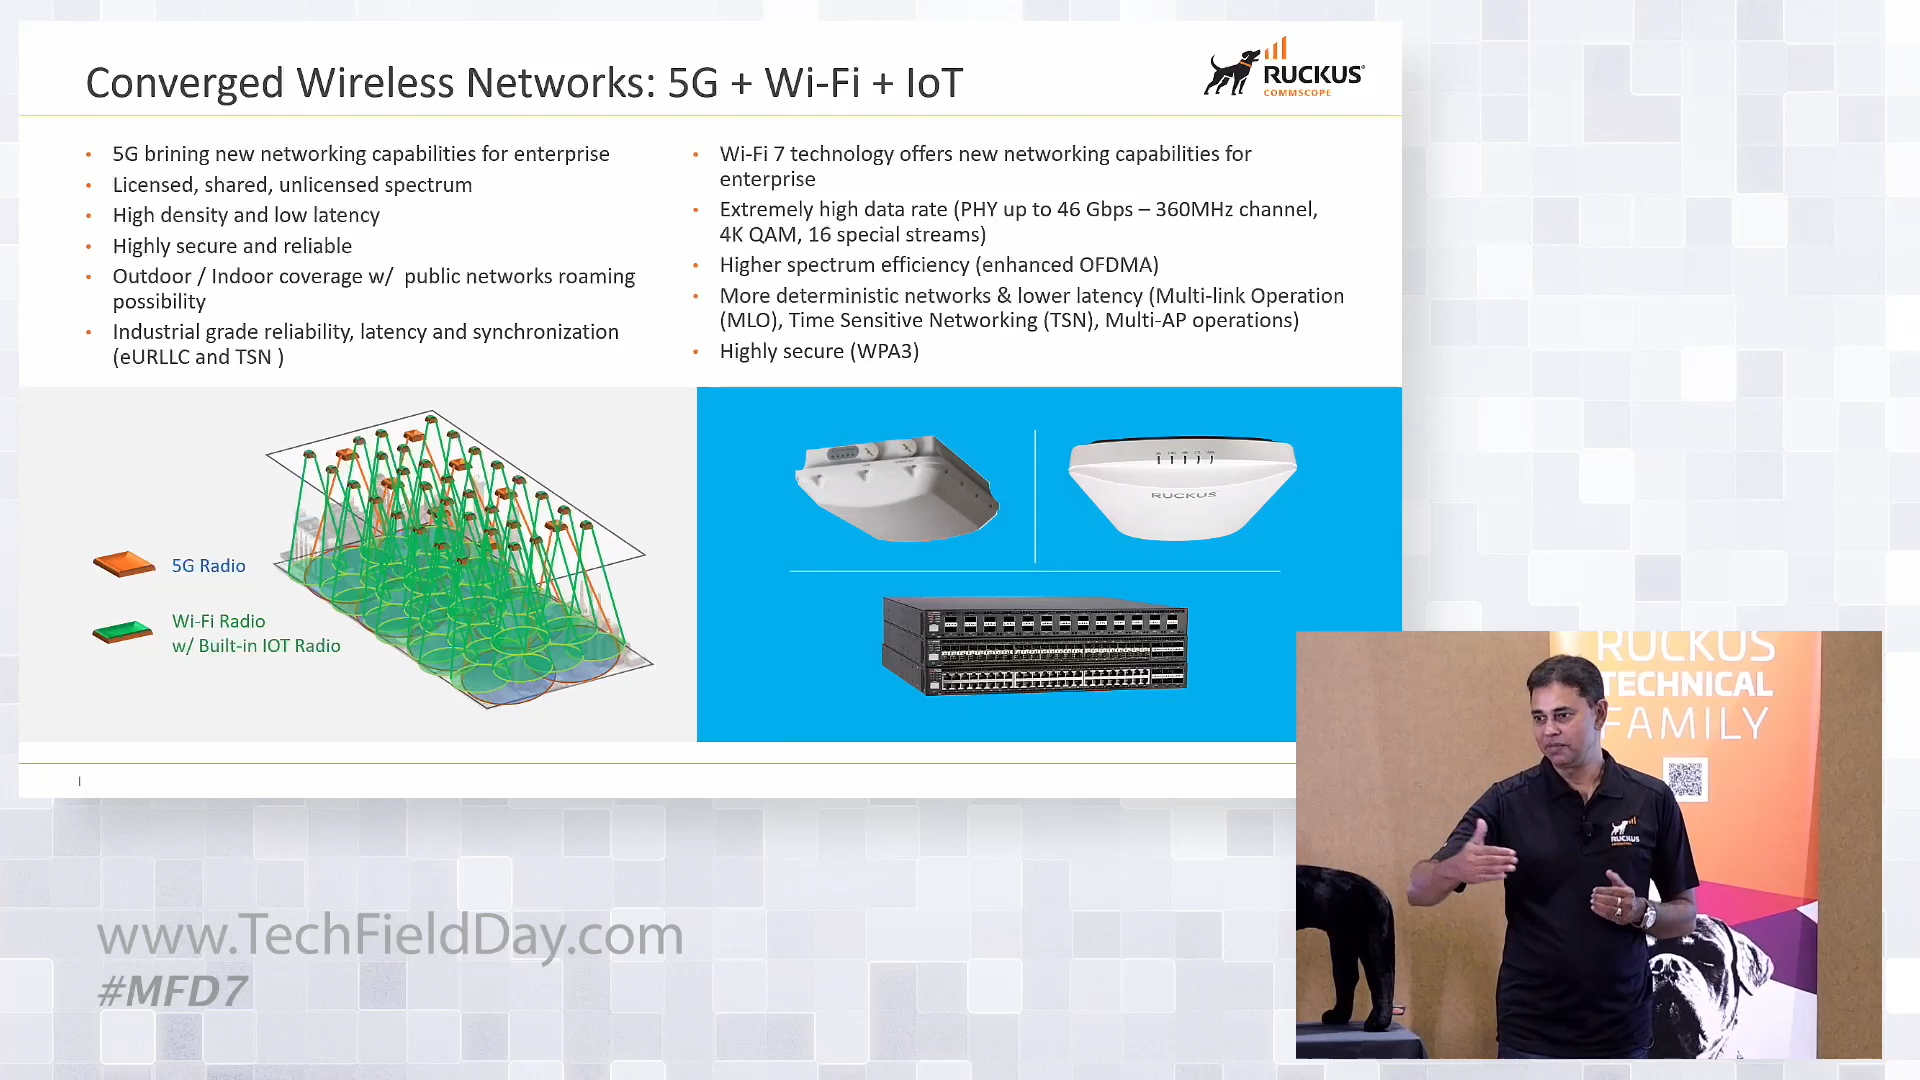 Converged Wireless Networks: 5G + Wi-Fi + IoT
RUCKUS
COMMSCOPE
• 5G brining new networking capabilities for enterprise
• Licensed, shared, unlicensed spectrum
• High density and low latency
• Highly secure and reliable
• Outdoor / Indoor coverage w/ public networks roaming
possibility
• Industrial grade reliability, latency and synchronization
(eURLLC and TSN )
• Wi-Fi 7 technology offers new networking capabilities for
enterprise
• Extremely high data rate (PHY up to 46 Gbps – 360MHz channel,
4K QAM, 16 special streams)
• Higher spectrum efficiency (enhanced OFDMA)
• More deterministic networks & lower latency (Multi-link Operation
(MLO), Time Sensitive Networking (TSN), Multi-AP operations)
• Highly secure (WPA3)
5G Radio
Wi-Fi Radio
w/ Built-in IOT Radio
RUCKUS
RUCKUS
TECHNICAL
FAMILY
RUCKUS
www.TechFieldDay.com
#MFD7